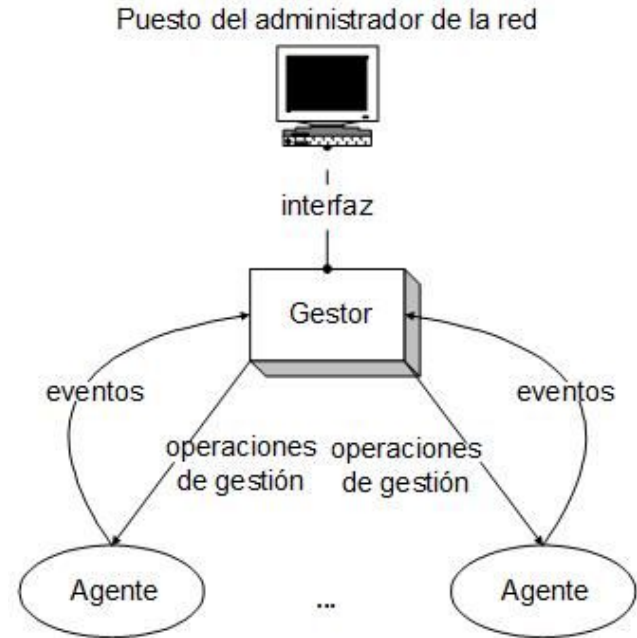 Puesto del administrador de la red
interfaz
Gestor
eventos
eventos
operaciones
de gestión
operaciones
de gestión
Agente
...
Agente